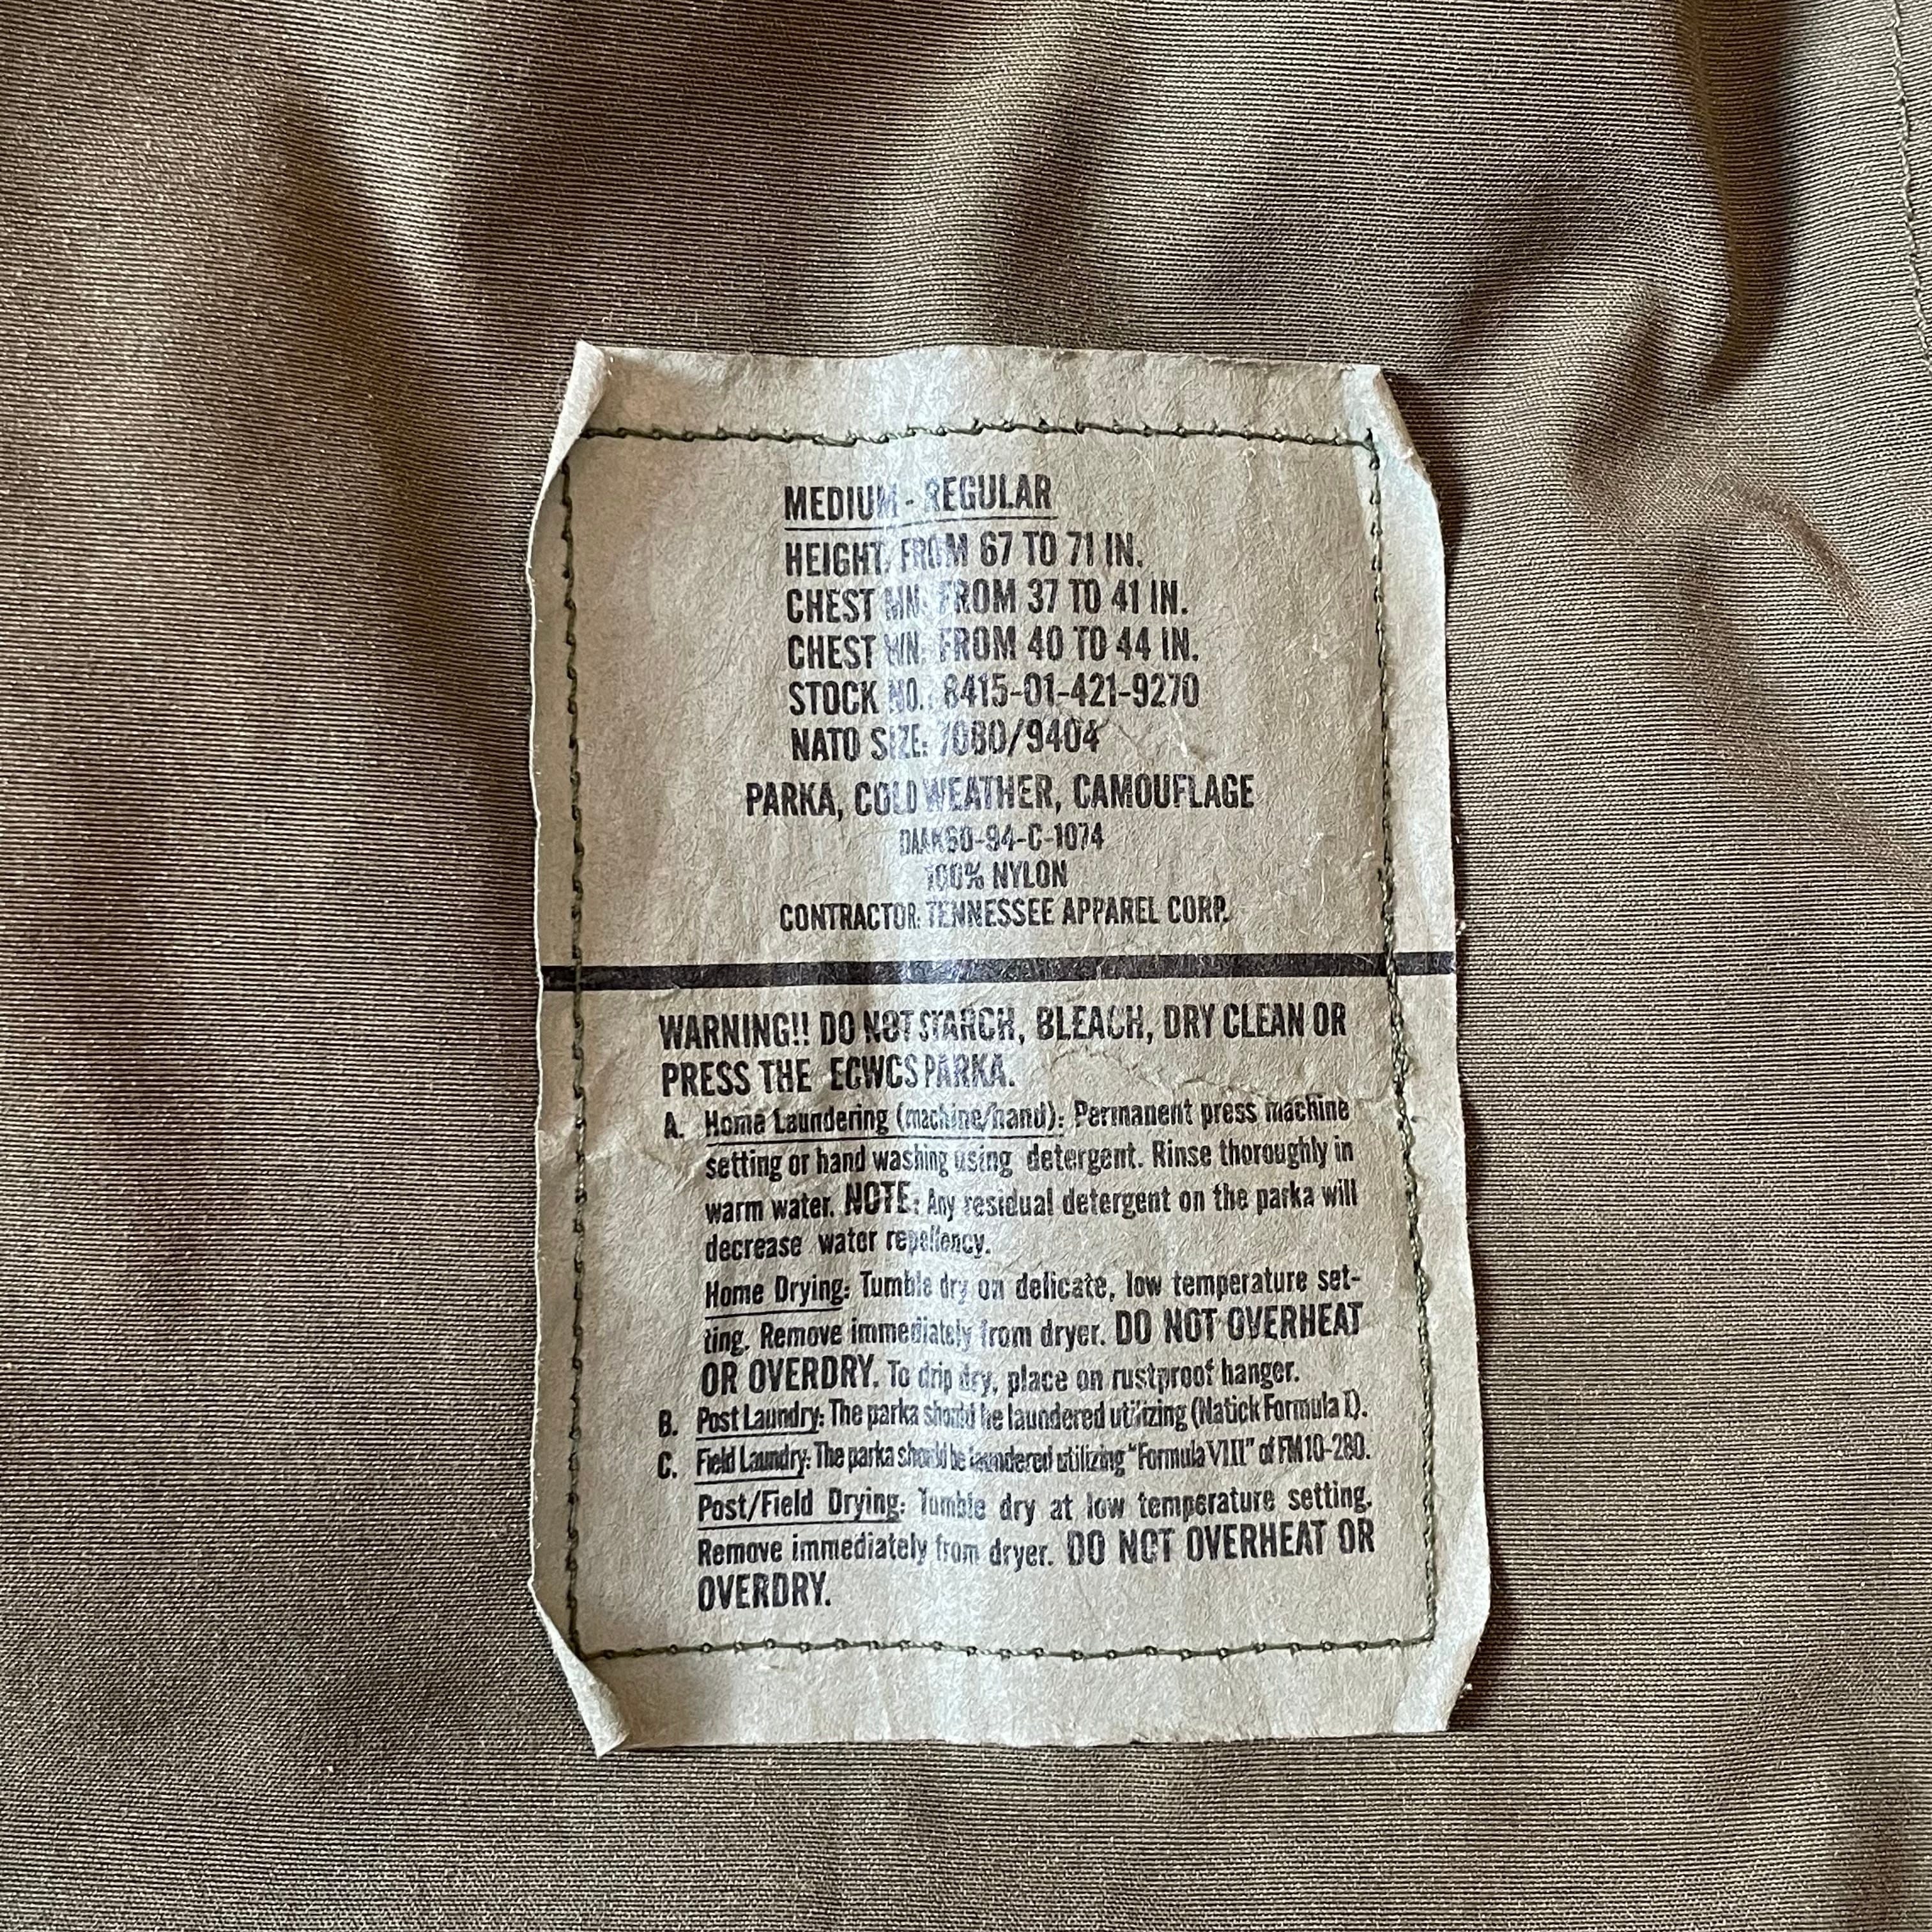 MEDIUM - REGULAR
HEIGHT: FROM 67 TO 71 IN.
CHEST MN: FROM 37 TO 41 IN.
CHEST WN: FROM 40 TO 44 IN.
STOCK NO.: 8415-01-421-9270
NATO SIZE: 7080/9404
PARKA, COLD WEATHER, CAMOUFLAGE
DAAK60-94-C-1074
100% NYLON
CONTRACTOR: TENNESSEE APPAREL CORP.
WARNING!! DO NOT STARCH, BLEACH, DRY CLEAN OR
PRESS THE ECWCS PARKA.
A. Home Laundering (machine/hand): Permanent press machine
setting or hand washing using detergent. Rinse thoroughly in
warm water. NOTE: Any residual detergent on the parka will
decrease water repellency.
Home Drying: Tumble dry on delicate, low temperature set-
ting. Remove immediately from dryer. DO NOT OVERHEAT
OR OVERDRY. To drip dry, place on rustproof hanger.
B. Post Laundry: The parka should be laundered utilizing (Natick Formula I).
C. Field Laundry: The parka should be laundered utilizing "Formula VIII" of FM10-280.
Post/Field Drying: Tumble dry at low temperature setting.
Remove immediately from dryer. DO NOT OVERHEAT OR
OVERDRY.